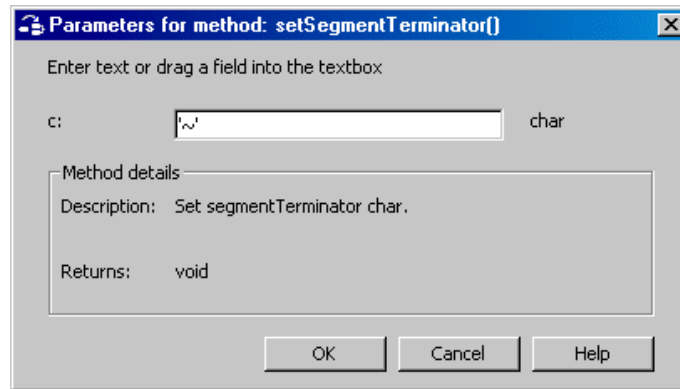 Parameters for method: setSegmentTerminator()
Enter text or drag a field into the textbox
c: '~' char
Method details
Description: Set segmentTerminator char.
Returns: void
OK Cancel Help